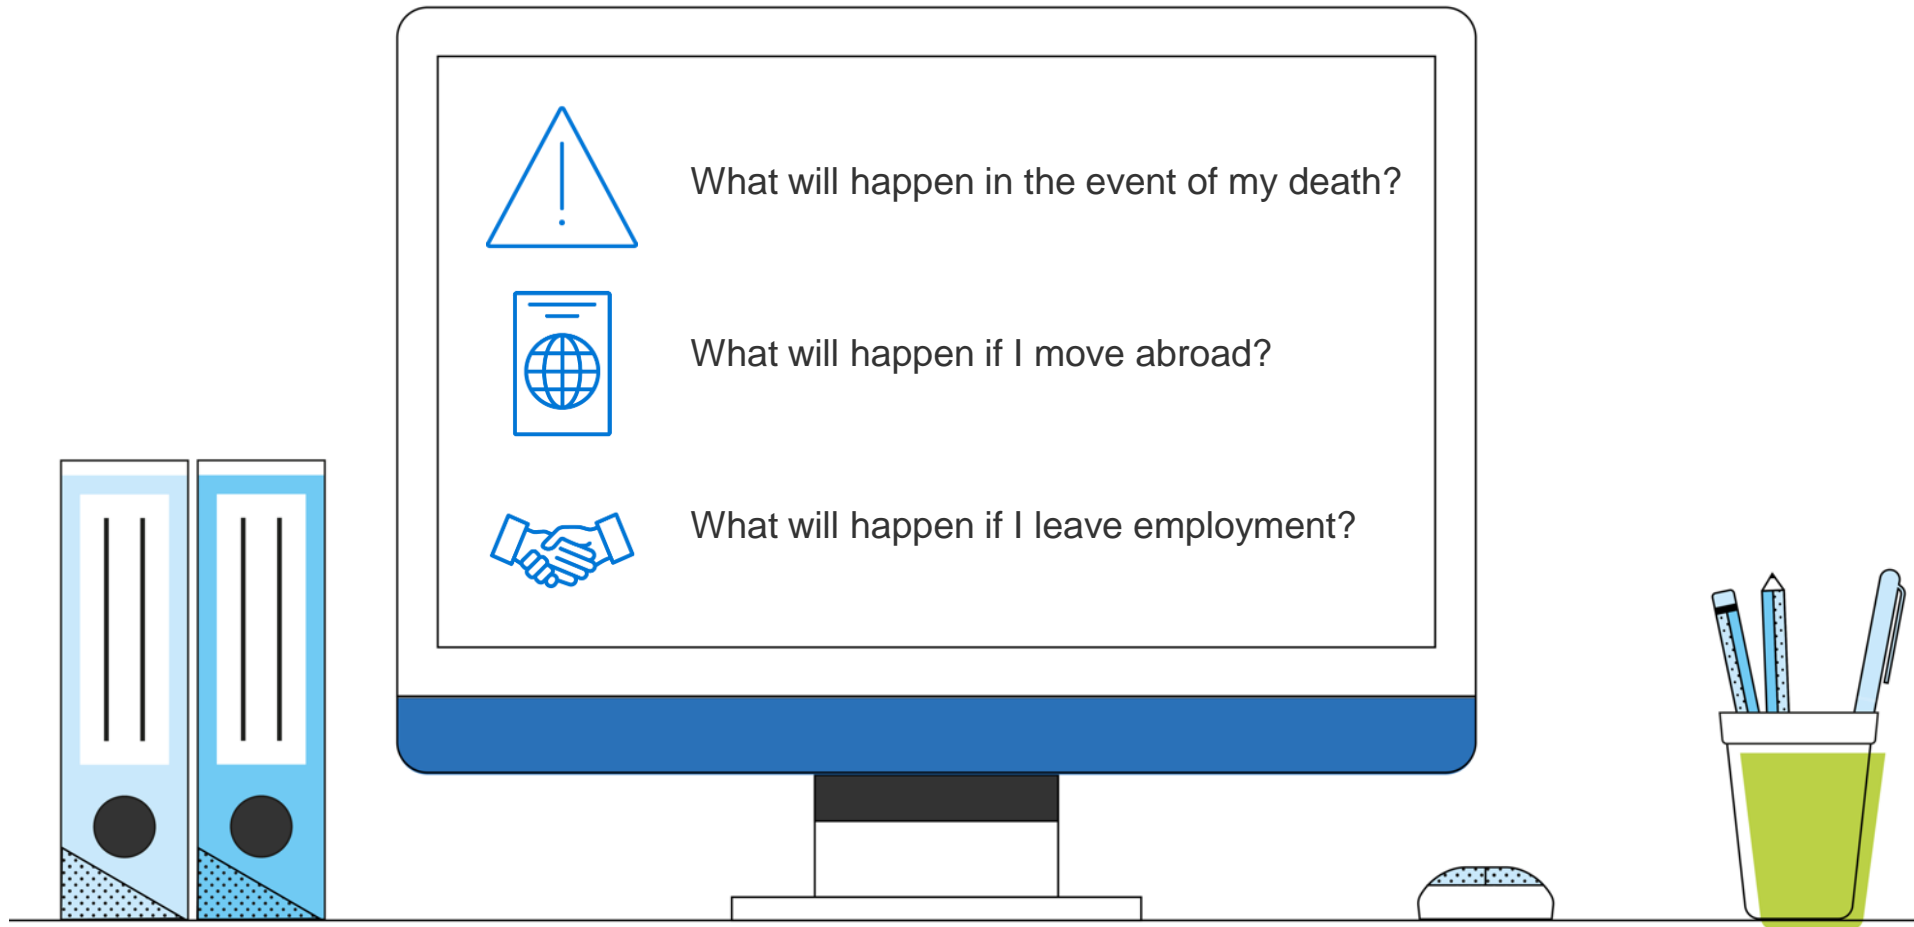 What will happen in the event of my death?
What will happen if I move abroad?
What will happen if I leave employment?